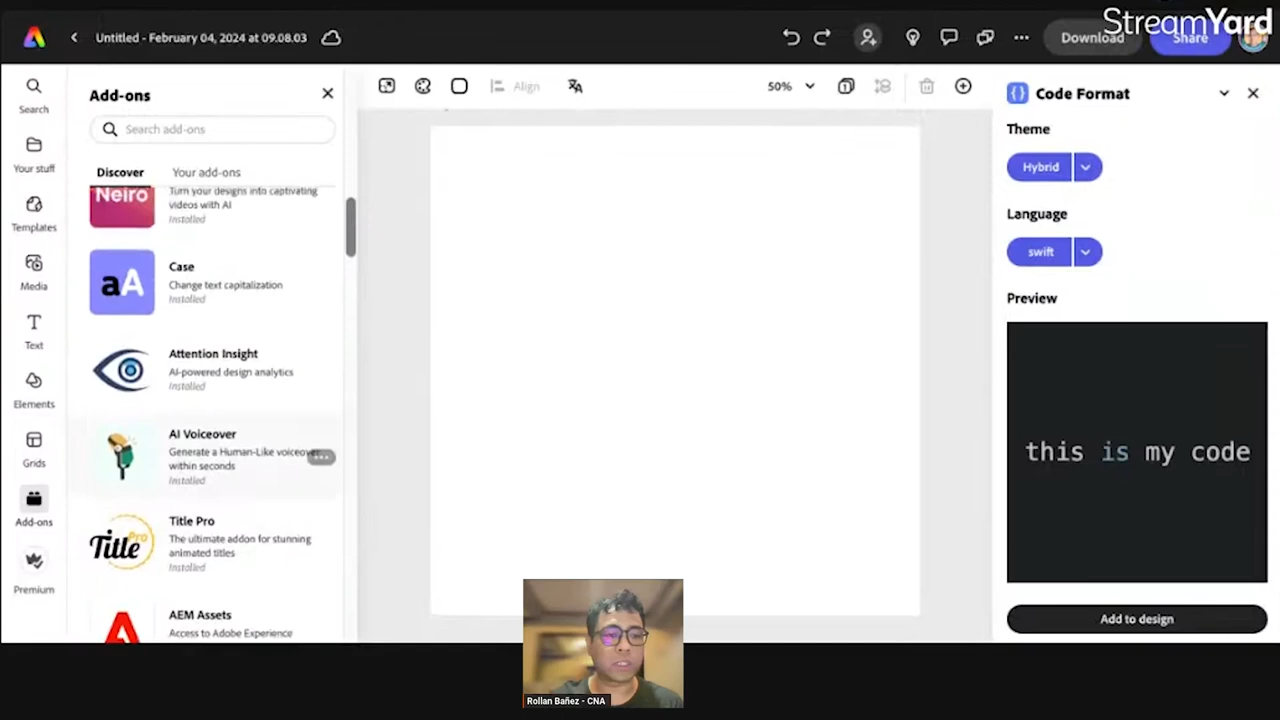 StreamYard
Untitled - February 04, 2024 at 09.08.03
Download
Share
Search
Your stuff
Templates
Media
Text
Elements
Grids
Add-ons
Premium
Add-ons
Search add-ons
Discover
Your add-ons
Neiro
Turn your designs into captivating
videos with AI
Installed
aA
Case
Change text capitalization
Installed
Attention Insight
AI-powered design analytics
Installed
AI Voiceover
Generate a Human-Like voiceover
within seconds
Installed
Title Pro
Title Pro
The ultimate addon for stunning
animated titles
Installed
AEM Assets
Access to Adobe Experience
Align
50%
Code Format
Theme
Hybrid
Language
swift
Preview
this is my code
Add to design
Rollan Bañez - CNA